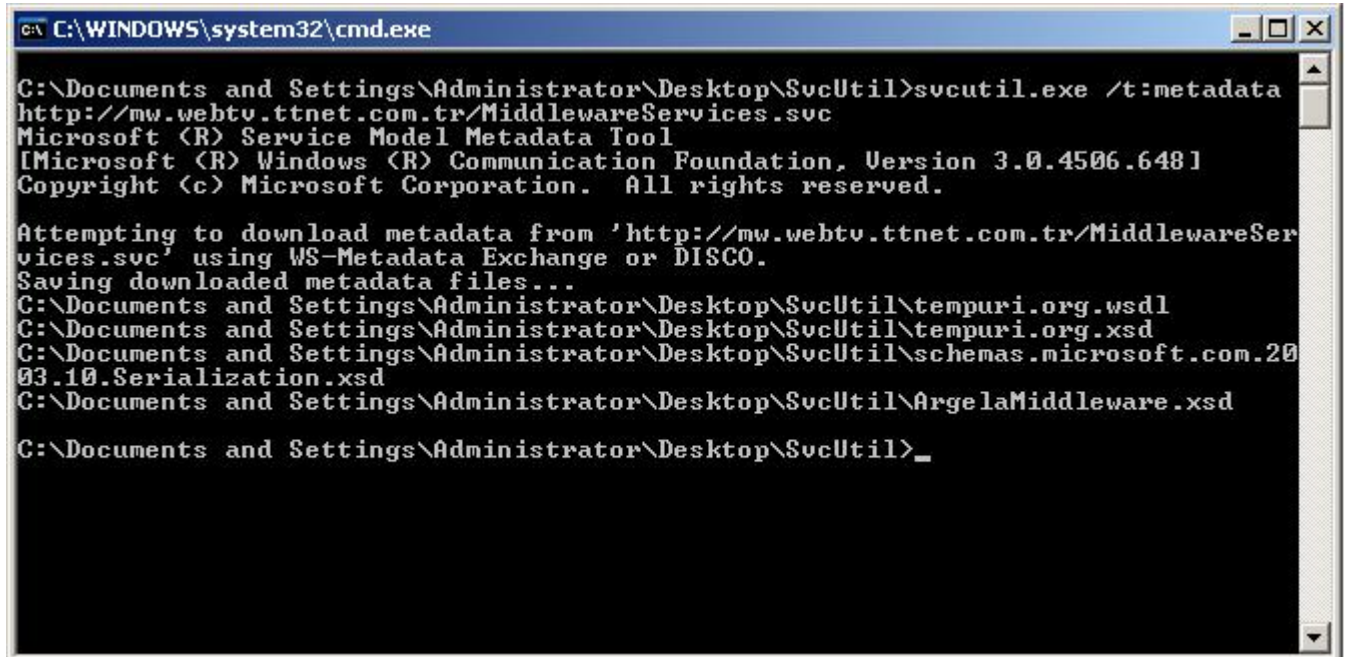 C:\WINDOWS\system32\cmd.exe
C:\Documents and Settings\Administrator\Desktop\SvcUtil>svcutil.exe /t:metadata
http://mw.webtv.ttnet.com.tr/MiddlewareServices.svc
Microsoft (R) Service Model Metadata Tool
[Microsoft (R) Windows (R) Communication Foundation, Version 3.0.4506.648]
Copyright (c) Microsoft Corporation.  All rights reserved.
Attempting to download metadata from 'http://mw.webtv.ttnet.com.tr/MiddlewareSer
vices.svc' using WS-Metadata Exchange or DISCO.
Saving downloaded metadata files...
C:\Documents and Settings\Administrator\Desktop\SvcUtil\tempuri.org.wsdl
C:\Documents and Settings\Administrator\Desktop\SvcUtil\tempuri.org.xsd
C:\Documents and Settings\Administrator\Desktop\SvcUtil\schemas.microsoft.com.20
03.10.Serialization.xsd
C:\Documents and Settings\Administrator\Desktop\SvcUtil\ArgelaMiddleware.xsd
C:\Documents and Settings\Administrator\Desktop\SvcUtil>_